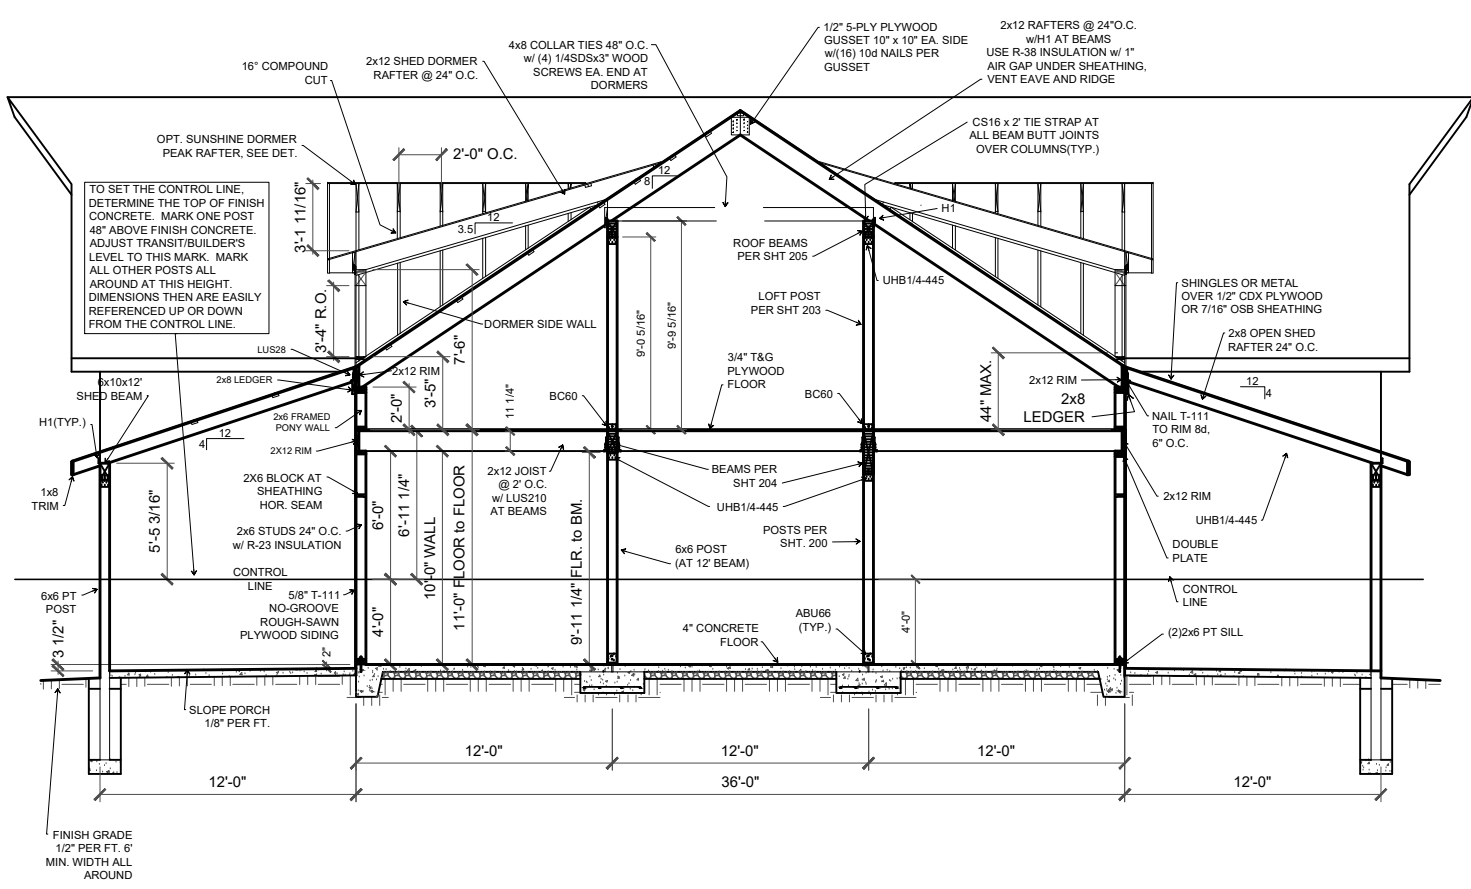 1/2" 5-PLY PLYWOOD
GUSSET 10" x 10" EA. SIDE
w/(16) 10d NAILS PER
GUSSET
2x12 RAFTERS @ 24"O.C.
w/H1 AT BEAMS
USE R-38 INSULATION w/ 1"
AIR GAP UNDER SHEATHING,
VENT EAVE AND RIDGE
4x8 COLLAR TIES 48" O.C.
w/ (4) 1/4SDSx3" WOOD
SCREWS EA. END AT
DORMERS
2x12 SHED DORMER
RAFTER @ 24" O.C.
16° COMPOUND
CUT
CS16 x 2' TIE STRAP AT
ALL BEAM BUTT JOINTS
OVER COLUMNS(TYP.)
OPT. SUNSHINE DORMER
PEAK RAFTER, SEE DET.
2'-0" O.C.
12
8
TO SET THE CONTROL LINE,
DETERMINE THE TOP OF FINISH
CONCRETE. MARK ONE POST
48" ABOVE FINISH CONCRETE.
ADJUST TRANSIT/BUILDER'S
LEVEL TO THIS MARK. MARK
ALL OTHER POSTS ALL
AROUND AT THIS HEIGHT.
DIMENSIONS THEN ARE EASILY
REFERENCED UP OR DOWN
FROM THE CONTROL LINE.
3'-1 11/16"
12
3.5
H1
ROOF BEAMS
PER SHT 205
UHB1/4-445
SHINGLES OR METAL
OVER 1/2" CDX PLYWOOD
OR 7/16" OSB SHEATHING
LOFT POST
PER SHT 203
3'-4" R.O.
DORMER SIDE WALL
7'-6"
9'-0 5/16"
9'-9 5/16"
2x8 OPEN SHED
RAFTER 24" O.C.
LUS28
2x12 RIM
3/4" T&G
PLYWOOD
FLOOR
6x10x12'
SHED BEAM
2x8 LEDGER
2'-0"
3'-5"
11 1/4"
BC60
BC60
44" MAX.
2x12 RIM
2x8
LEDGER
12
4
H1(TYP.)
2x6 FRAMED
PONY WALL
12
4
2X12 RIM
NAIL T-111
TO RIM 8d,
6" O.C.
1x8
TRIM
2X6 BLOCK AT
SHEATHING
HOR. SEAM
2x12 JOIST
@ 2' O.C.
w/ LUS210
AT BEAMS
BEAMS PER
SHT 204
UHB1/4-445
2x12 RIM
UHB1/4-445
5'-5 3/16"
2x6 STUDS 24" O.C.
w/ R-23 INSULATION
6'-0"
6'-11 1/4"
10'-0" WALL
11'-0" FLOOR to FLOOR
9'-11 1/4" FLR. to BM.
6x6 POST
(AT 12' BEAM)
POSTS PER
SHT. 200
DOUBLE
PLATE
CONTROL
LINE
CONTROL
LINE
6x6 PT
POST
5/8" T-111
NO-GROOVE
ROUGH-SAWN
PLYWOOD SIDING
4'-0"
4" CONCRETE
FLOOR
ABU66
(TYP.)
4'-0"
(2)2x6 PT SILL
3 1/2"
2"
SLOPE PORCH
1/8" PER FT.
12'-0"
12'-0"
12'-0"
12'-0"
36'-0"
12'-0"
FINISH GRADE
1/2" PER FT. 6'
MIN. WIDTH ALL
AROUND